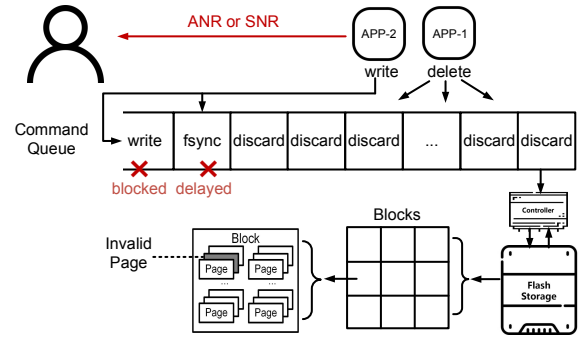 ANR or SNR
APP-2
APP-1
write
delete
Command
Queue
write
fsync
discard
discard
discard
...
discard
discard
blocked
delayed
Controller
Blocks
Block
Invalid
Page
Page
Page
...
...
Page
Page
Flash
Storage